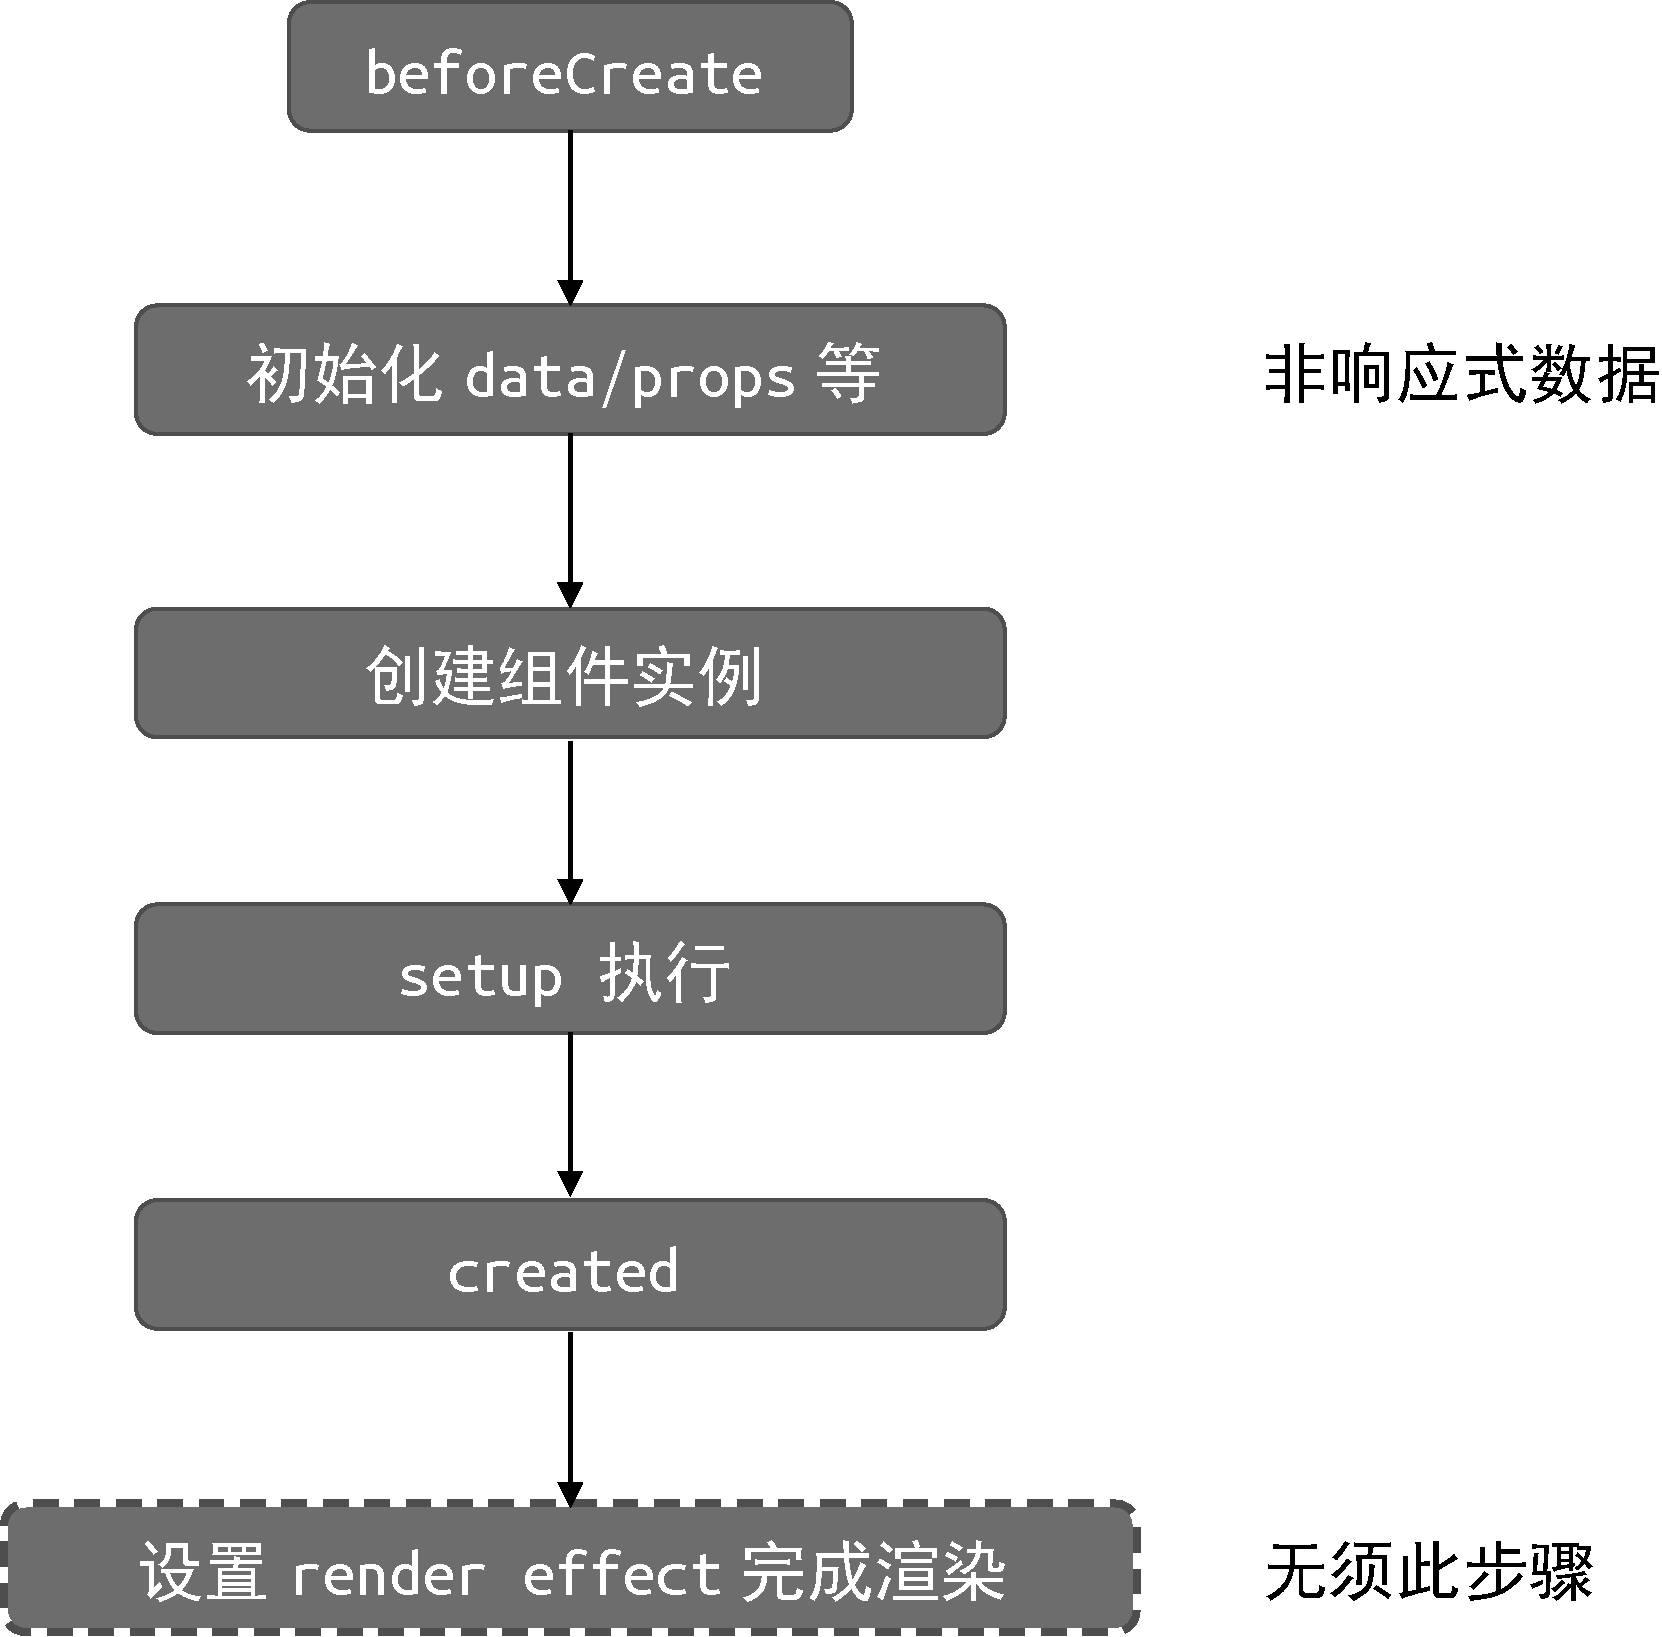 beforeCreate
初始化 data/props 等
非响应式数据
创建组件实例
setup 执行
created
设置 render effect 完成渲染
无须此步骤